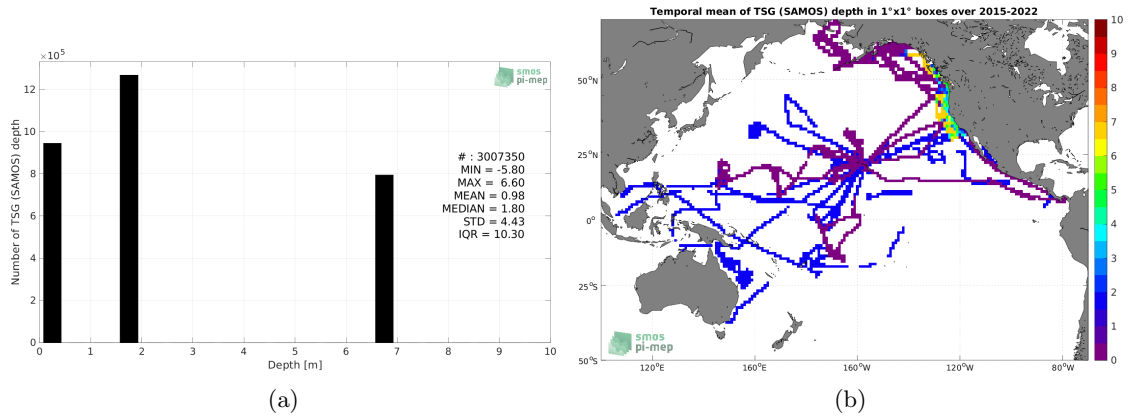 ×10⁵
12
10
8
6
4
2
0
Number of TSG (SAMOS) depth
0 1 2 3 4 5 6 7 8 9 10
Depth [m]
smos
pi-mep
# : 3007350
MIN = -5.80
MAX = 6.60
MEAN = 0.98
MEDIAN = 1.80
STD = 4.43
IQR = 10.30
(a)
Temporal mean of TSG (SAMOS) depth in 1°x1° boxes over 2015-2022
50°N
25°N
0°
25°S
50°S
120°E 160°E 160°W 120°W 80°W
smos
pi-mep
10
9
8
7
6
5
4
3
2
1
0
(b)